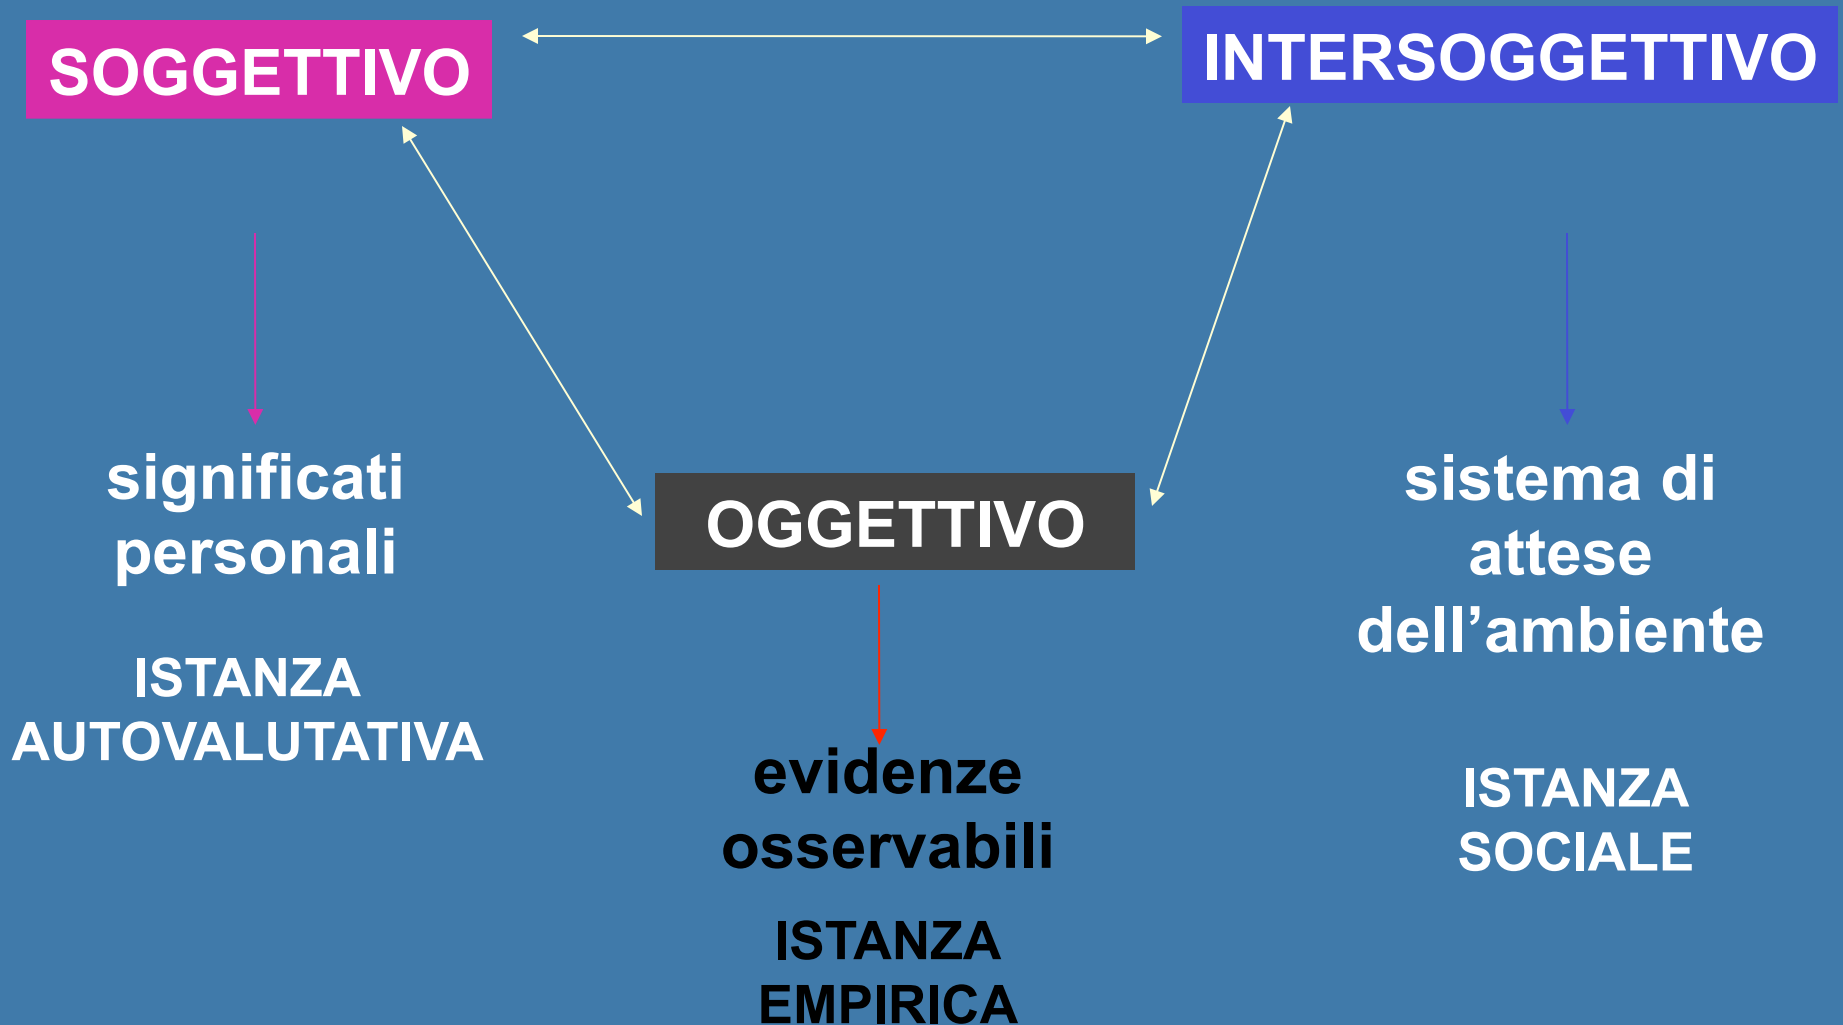 SOGGETTIVO
INTERSOGGETTIVO
significati
personali
ISTANZA
AUTOVALUTATIVA
OGGETTIVO
evidenze
osservabili
ISTANZA
EMPIRICA
sistema di
attese
dell’ambiente
ISTANZA
SOCIALE